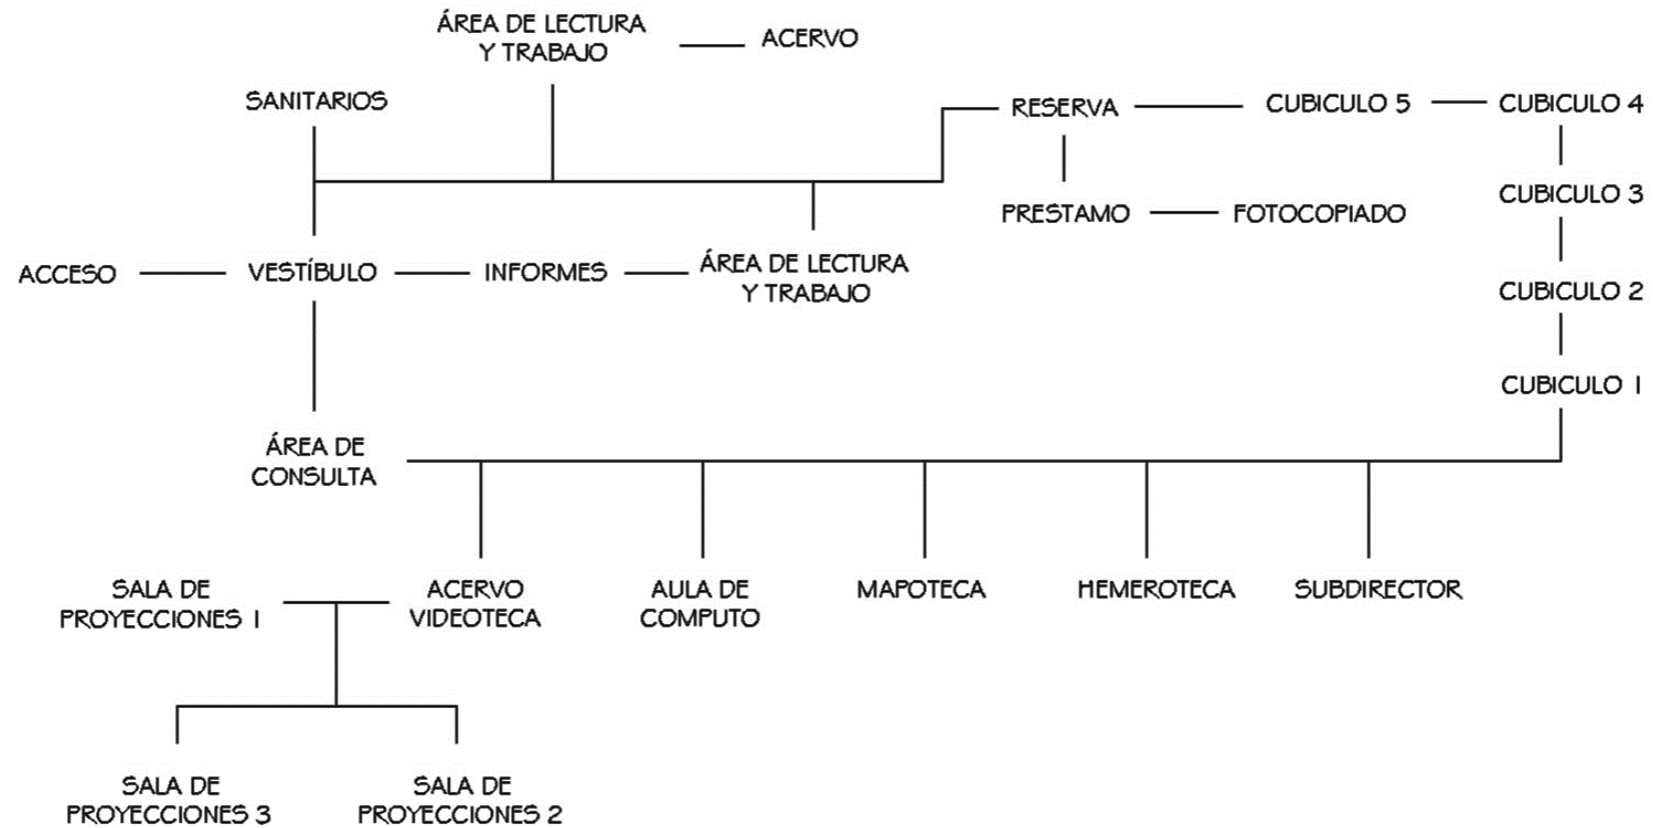 ÁREA DE LECTURA
Y TRABAJO
ACERVO
SANITARIOS
RESERVA
CUBICULO 5
CUBICULO 4
CUBICULO 3
PRESTAMO
FOTOCOPIADO
ACCESO
VESTÍBULO
INFORMES
ÁREA DE LECTURA
Y TRABAJO
CUBICULO 2
CUBICULO 1
ÁREA DE
CONSULTA
SALA DE
PROYECCIONES 1
ACERVO
VIDEOTECA
AULA DE
COMPUTO
MAPOTECA
HEMEROTECA
SUBDIRECTOR
SALA DE
PROYECCIONES 3
SALA DE
PROYECCIONES 2